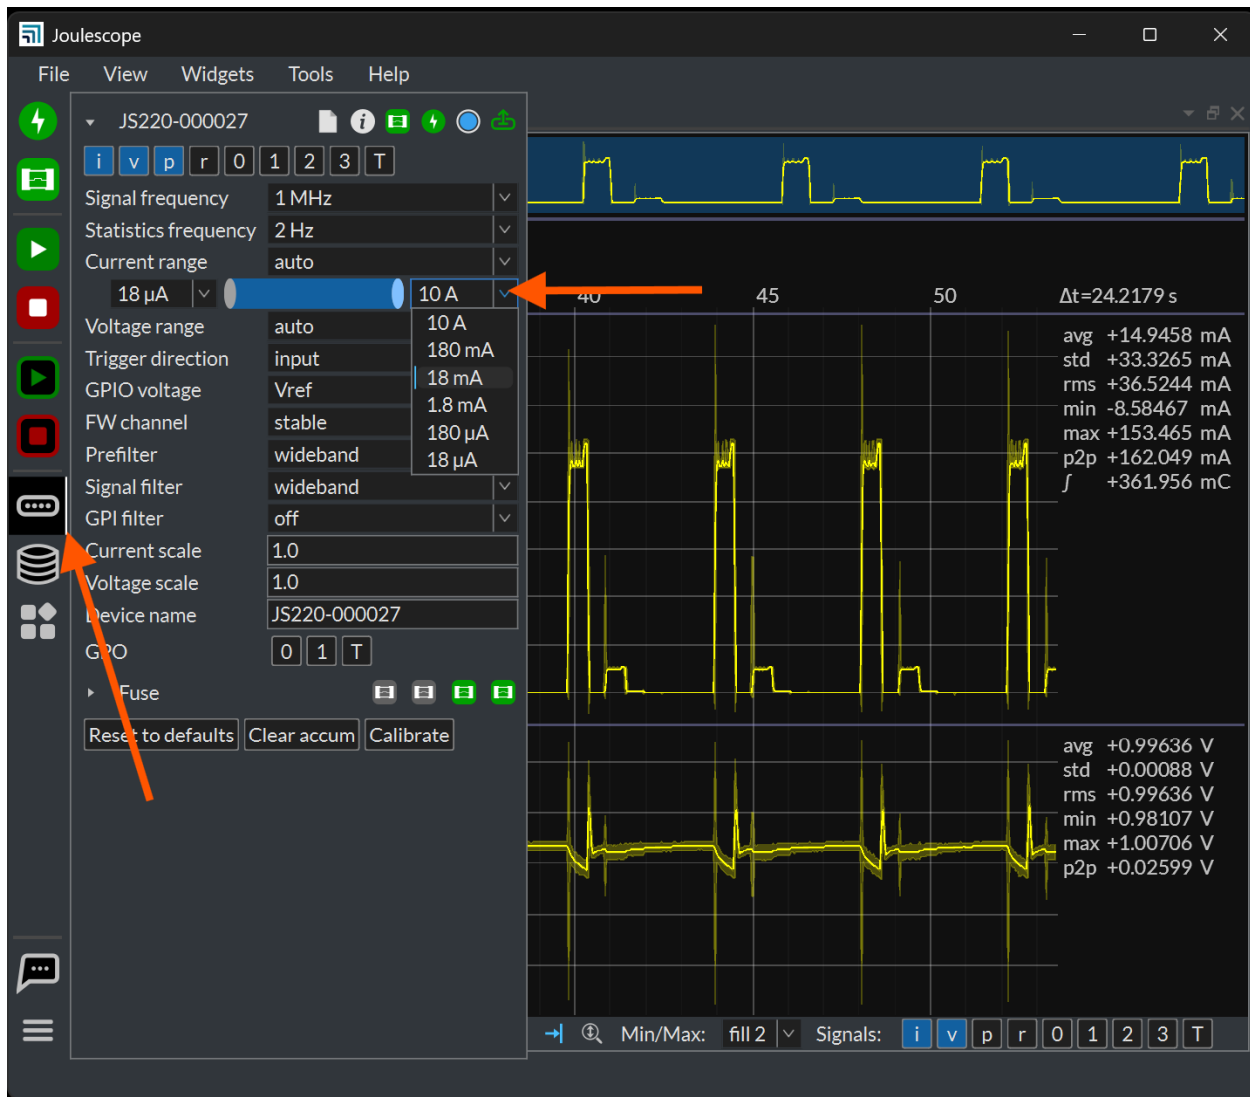 Joulescope
File View Widgets Tools Help
JS220-000027
i v p r 0 1 2 3 T
Signal frequency 1 MHz
Statistics frequency 2 Hz
Current range auto
18 µA 10 A
10 A
180 mA
18 mA
1.8 mA
180 µA
18 µA
Voltage range auto
Trigger direction input
GPIO voltage Vref
FW channel stable
Prefilter wideband
Signal filter wideband
GPI filter off
Current scale 1.0
Voltage scale 1.0
Device name JS220-000027
GPO 0 1 T
Fuse
Reset to defaults Clear accum Calibrate
40 45 50 Δt=24.2179 s
avg +14.9458 mA
std +33.3265 mA
rms +36.5244 mA
min -8.58467 mA
max +153.465 mA
p2p +162.049 mA
∫ +361.956 mC
avg +0.99636 V
std +0.00088 V
rms +0.99636 V
min +0.98107 V
max +1.00706 V
p2p +0.02599 V
Min/Max: fill 2 Signals: i v p r 0 1 2 3 T